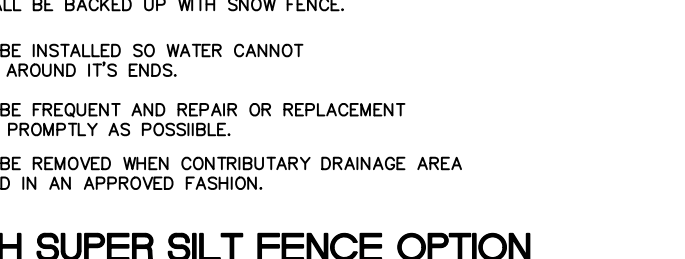 ALL BE BACKED UP WITH SNOW FENCE.
BE INSTALLED SO WATER CANNOT
AROUND IT'S ENDS.
BE FREQUENT AND REPAIR OR REPLACEMENT
PROMPTLY AS POSSIIBLE.
BE REMOVED WHEN CONTRIBUTARY DRAINAGE AREA
D IN AN APPROVED FASHION.
H SUPER SILT FENCE OPTION